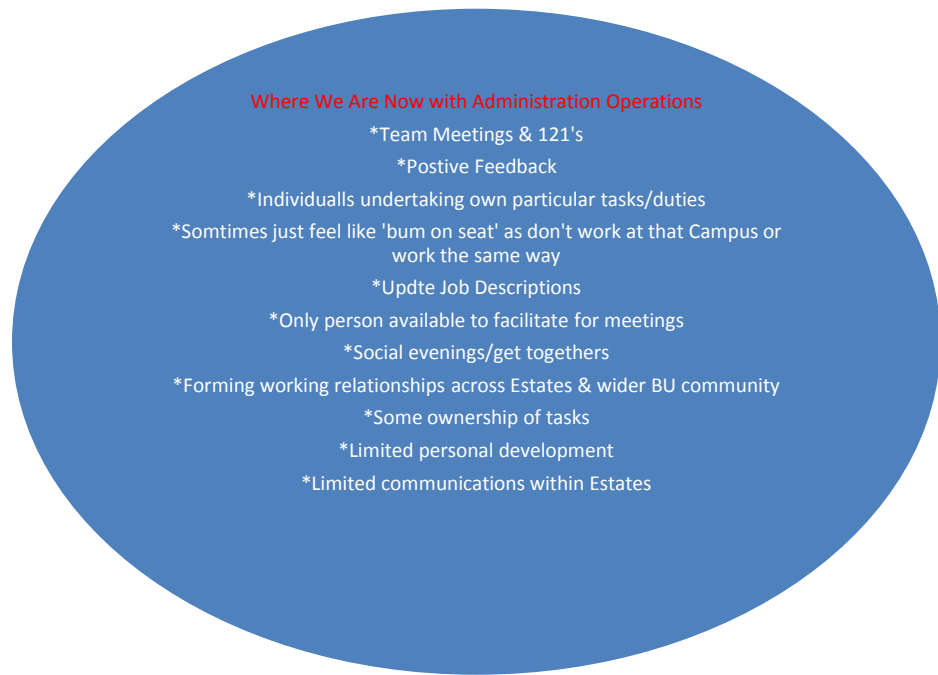 Where We Are Now with Administration Operations
*Team Meetings & 121's
*Postive Feedback
*Individualls undertaking own particular tasks/duties
*Somtimes just feel like 'bum on seat' as don't work at that Campus or
work the same way
*Updte Job Descriptions
*Only person available to facilitate for meetings
*Social evenings/get togethers
*Forming working relationships across Estates & wider BU community
*Some ownership of tasks
*Limited personal development
*Limited communications within Estates